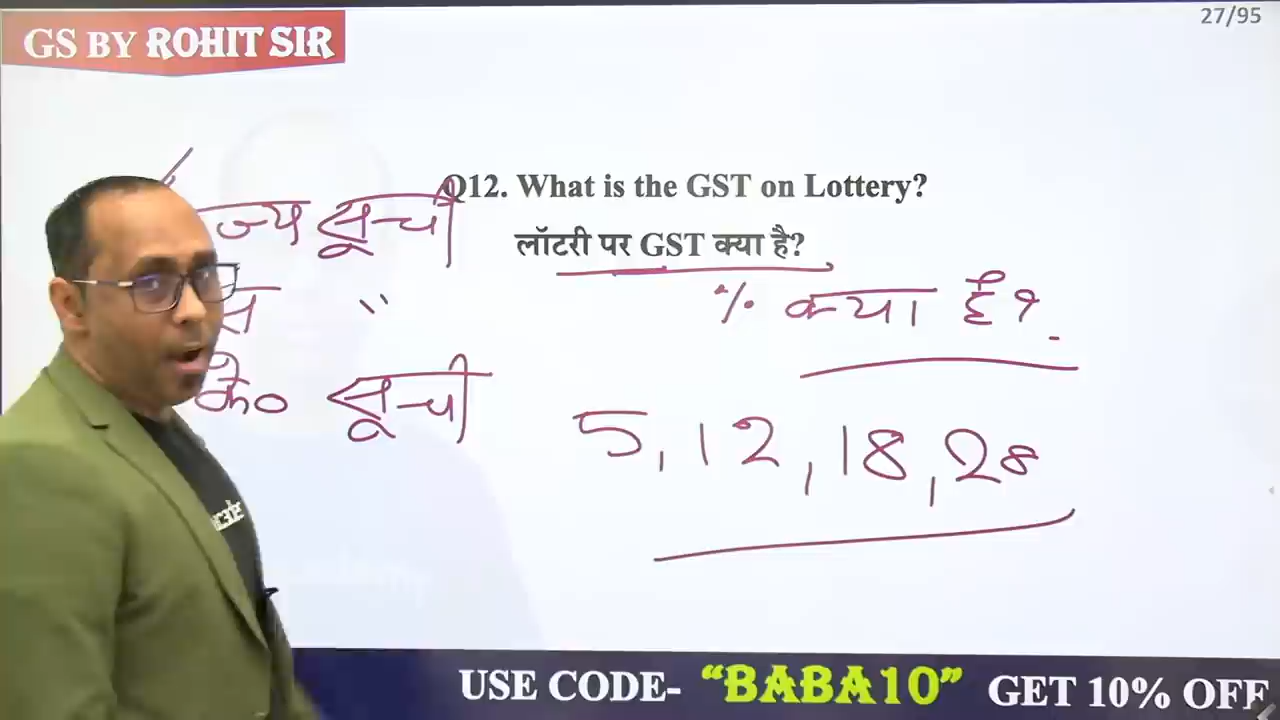 27/95
GS BY ROHIT SIR
Q12. What is the GST on Lottery?
लॉटरी पर GST क्या है?
ज्य सूची
% क्या है?
स "
के० सूची
5, 12, 18, 28
USE CODE- “BABA10” GET 10% OFF